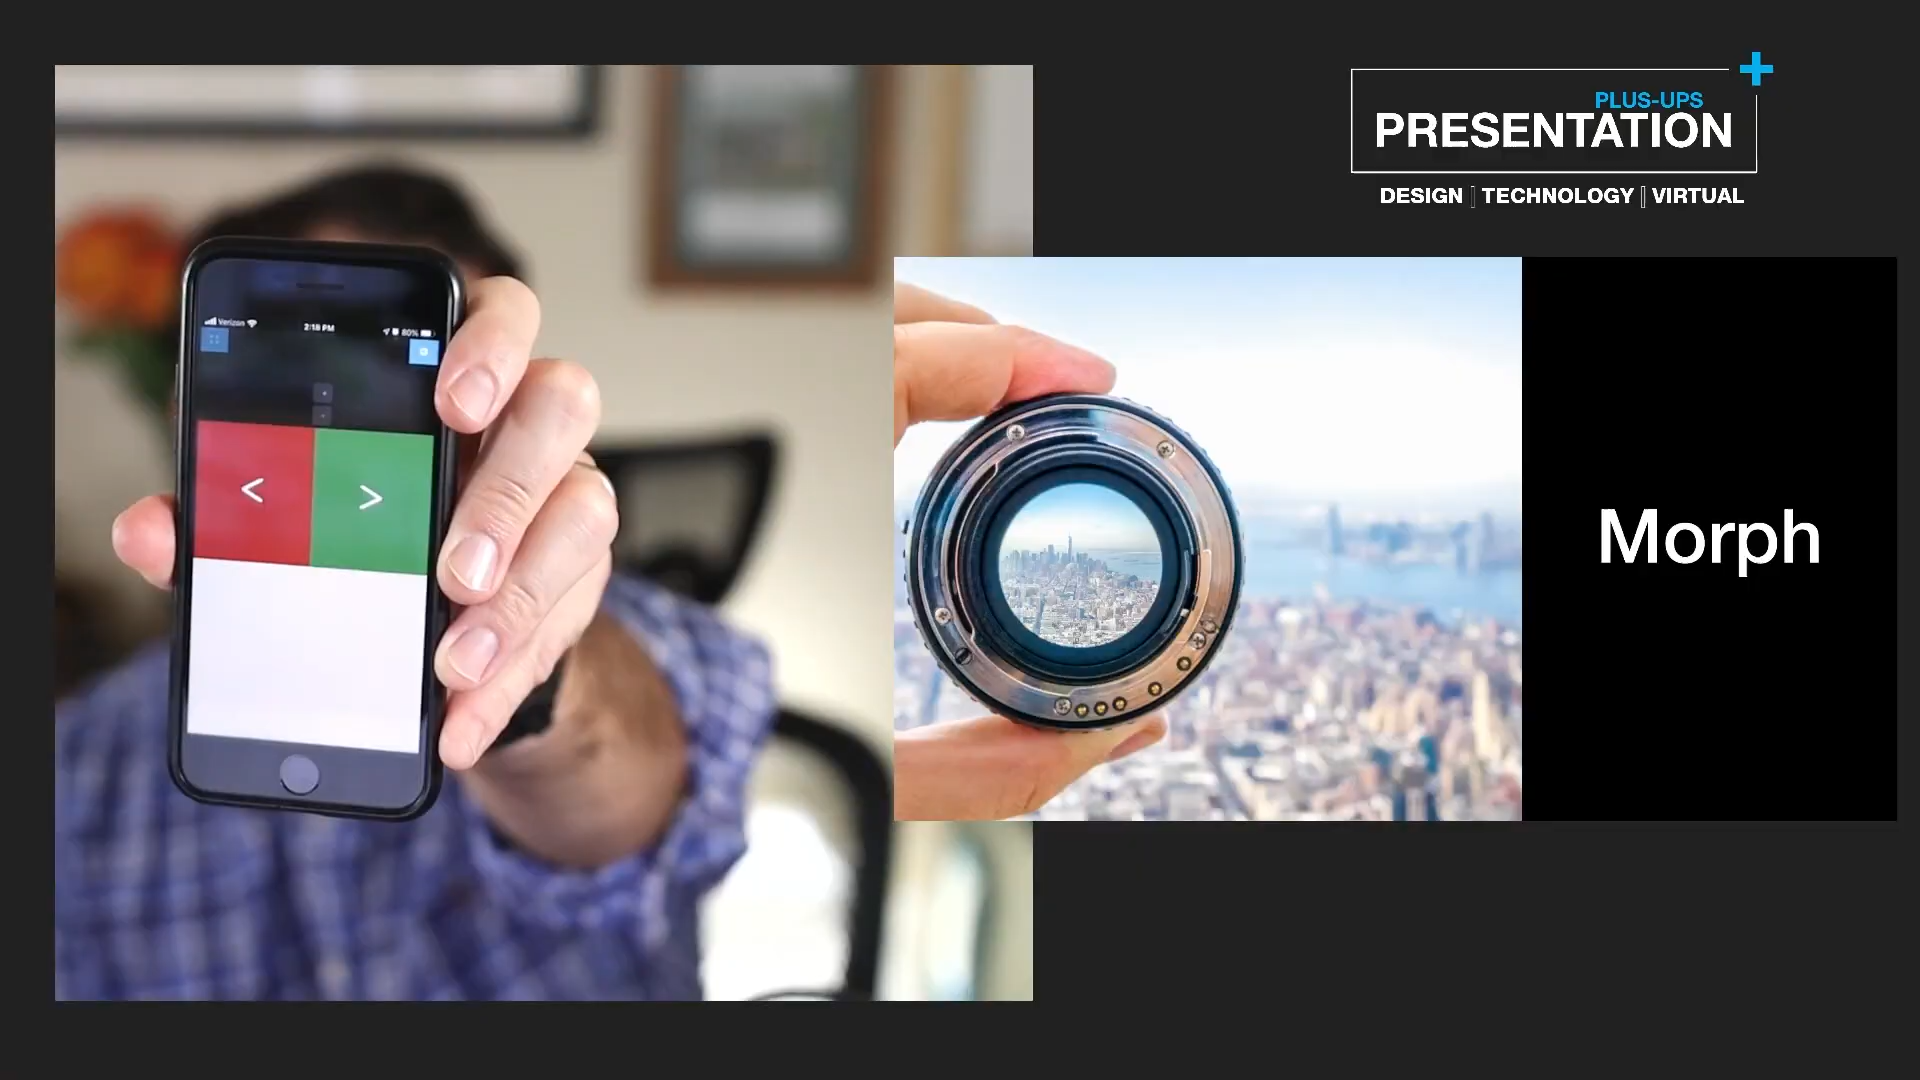 PLUS-UPS
PRESENTATION
DESIGN | TECHNOLOGY | VIRTUAL
Verizon 2:18 PM 80%
< >
Morph